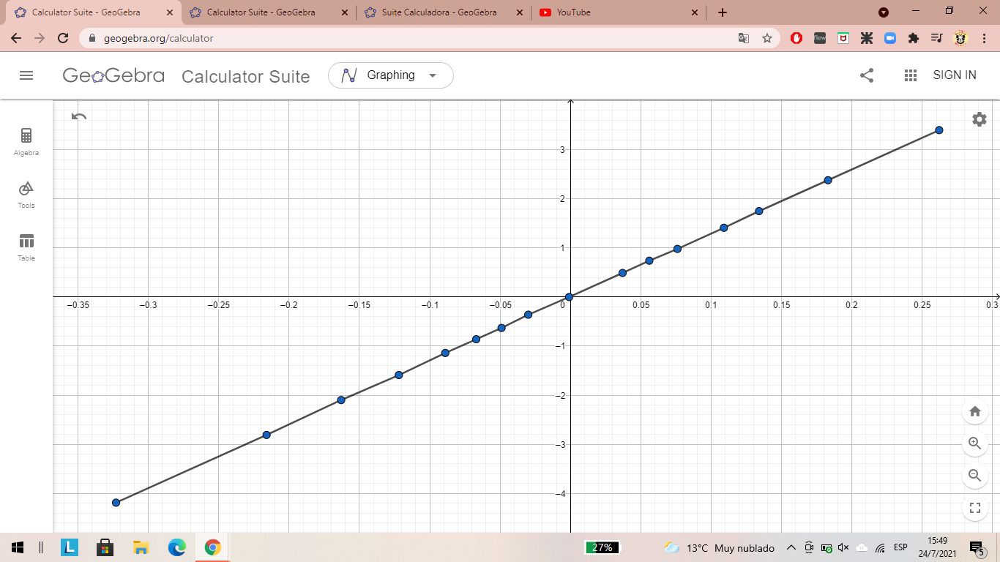 Calculator Suite - GeoGebra
Calculator Suite - GeoGebra
Suite Calculadora - GeoGebra
YouTube
geogebra.org/calculator
flew
GeoGebra
Calculator Suite
Graphing
SIGN IN
Algebra
Tools
Table
3
2
1
–0.35 –0.3 –0.25 –0.2 –0.15 –0.1 –0.05 0 0.05 0.1 0.15 0.2 0.25 0.3
–1
–2
–3
–4
L
27%
13°C Muy nublado
ESP
15:49
24/7/2021
5